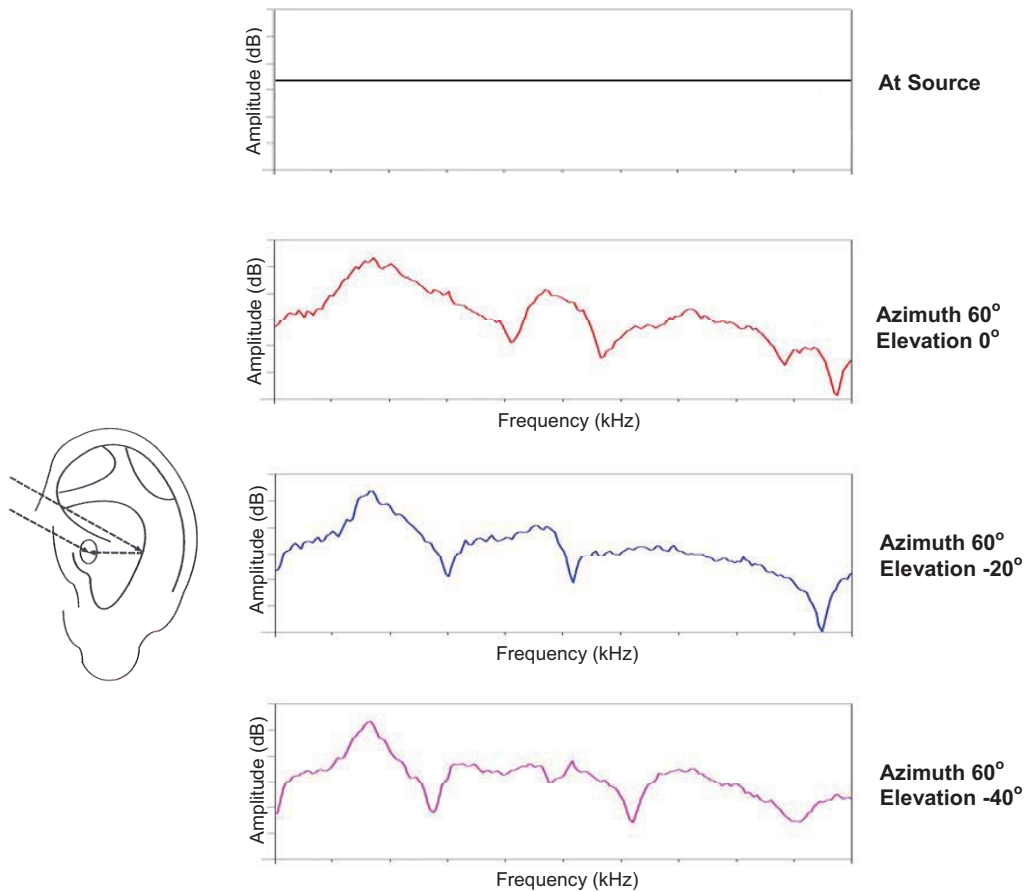 Amplitude (dB)
At Source
Amplitude (dB)
Azimuth 60°
Elevation 0°
Frequency (kHz)
Amplitude (dB)
Azimuth 60°
Elevation -20°
Frequency (kHz)
Amplitude (dB)
Azimuth 60°
Elevation -40°
Frequency (kHz)